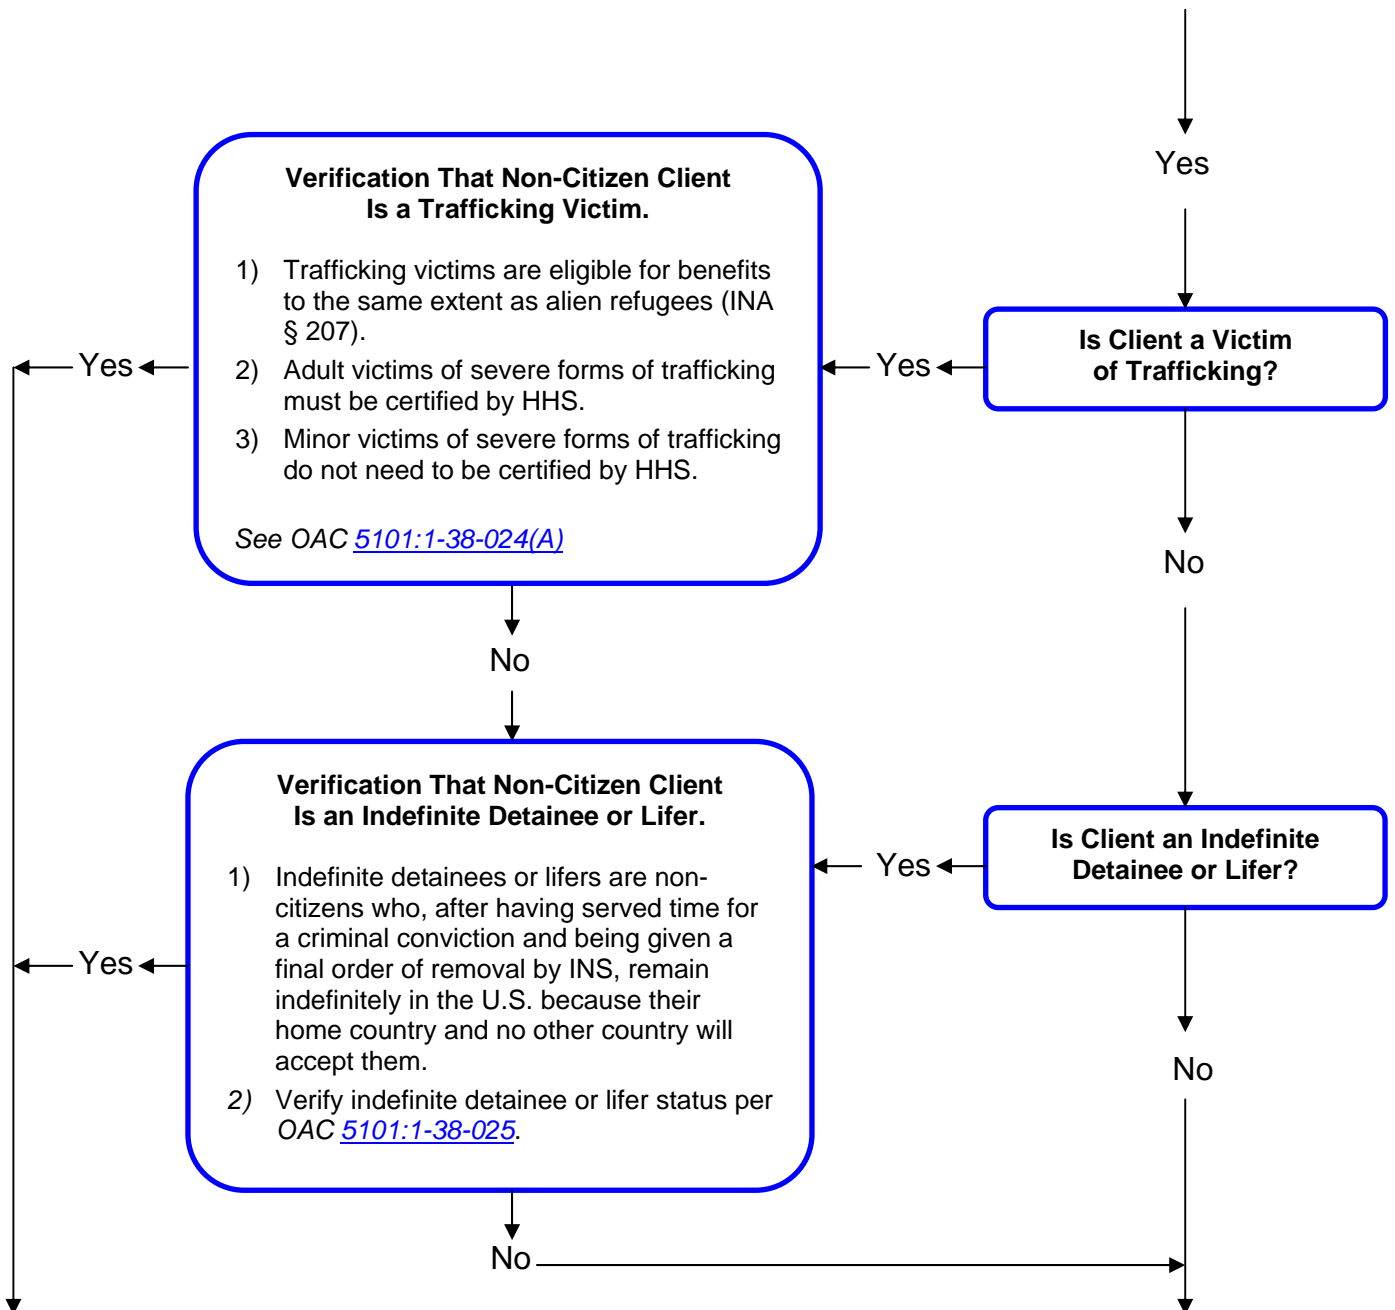 Yes
Verification That Non-Citizen Client
Is a Trafficking Victim.
1) Trafficking victims are eligible for benefits
to the same extent as alien refugees (INA
§ 207).
2) Adult victims of severe forms of trafficking
must be certified by HHS.
3) Minor victims of severe forms of trafficking
do not need to be certified by HHS.
See OAC 5101:1-38-024(A)
Yes
Yes
Is Client a Victim
of Trafficking?
No
No
Verification That Non-Citizen Client
Is an Indefinite Detainee or Lifer.
1) Indefinite detainees or lifers are non-
citizens who, after having served time for
a criminal conviction and being given a
final order of removal by INS, remain
indefinitely in the U.S. because their
home country and no other country will
accept them.
2) Verify indefinite detainee or lifer status per
OAC 5101:1-38-025.
Yes
Yes
Is Client an Indefinite
Detainee or Lifer?
No
No